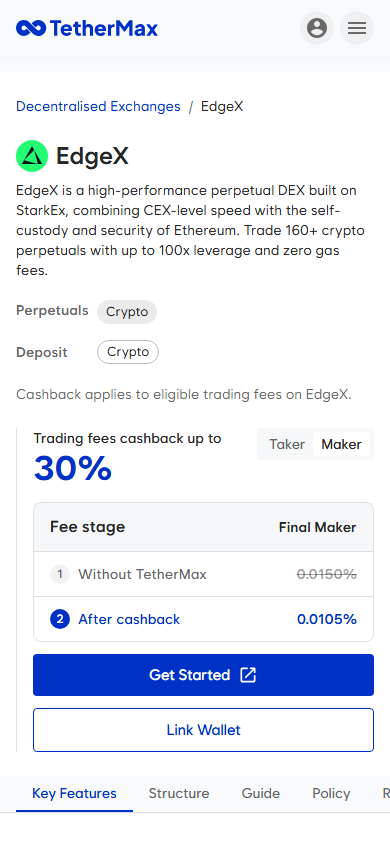 TetherMax
Decentralised Exchanges / EdgeX
EdgeX
EdgeX is a high-performance perpetual DEX built on
StarkEx, combining CEX-level speed with the self-
custody and security of Ethereum. Trade 160+ crypto
perpetuals with up to 100x leverage and zero gas
fees.
Perpetuals Crypto
Deposit Crypto
Cashback applies to eligible trading fees on EdgeX.
Trading fees cashback up to
30%
Taker Maker
Fee stage Final Maker
1 Without TetherMax 0.0150%
2 After cashback 0.0105%
Get Started
Link Wallet
Key Features Structure Guide Policy R